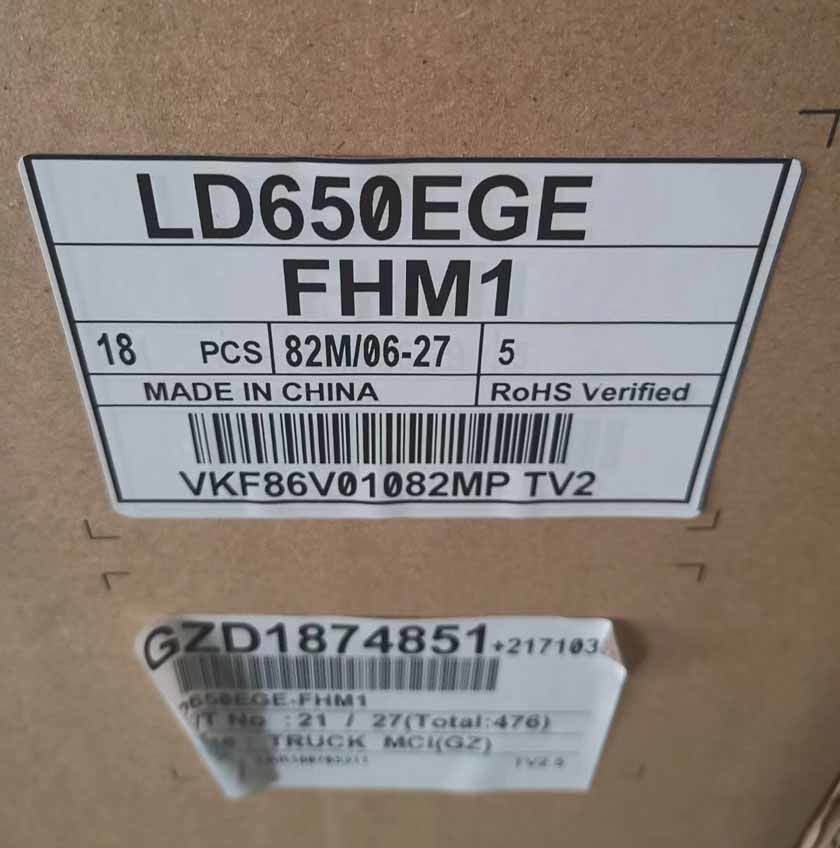 LD650EGE
FHM1
18 PCS 82M/06-27 5
MADE IN CHINA RoHS Verified
VKF86V01082MP TV2
GZD1874851+217103
650EGE-FHM1
/T No :21 / 27(Total:476)
: TRUCK MCI(GZ)